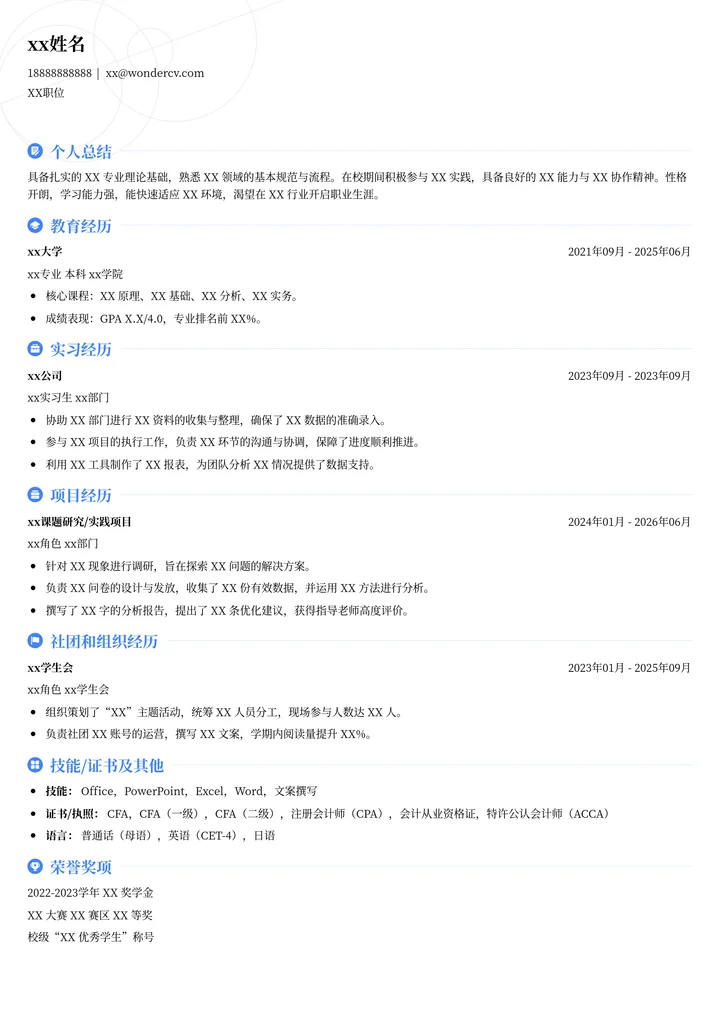 xx姓名
18888888888 | xx@wondercv.com
XX职位
个人总结
具备扎实的 XX 专业理论基础，熟悉 XX 领域的基本规范与流程。在校期间积极参与 XX 实践，具备良好的 XX 能力与 XX 协作精神。性格
开朗，学习能力强，能快速适应 XX 环境，渴望在 XX 行业开启职业生涯。
教育经历
xx大学 2021年09月 - 2025年06月
xx专业 本科 xx学院
• 核心课程：XX 原理、XX 基础、XX 分析、XX 实务。
• 成绩表现：GPA X.X/4.0，专业排名前 XX%。
实习经历
xx公司 2023年09月 - 2023年09月
xx实习生 xx部门
• 协助 XX 部门进行 XX 资料的收集与整理，确保了 XX 数据的准确录入。
• 参与 XX 项目的执行工作，负责 XX 环节的沟通与协调，保障了进度顺利推进。
• 利用 XX 工具制作了 XX 报表，为团队分析 XX 情况提供了数据支持。
项目经历
xx课题研究/实践项目 2024年01月 - 2026年06月
xx角色 xx部门
• 针对 XX 现象进行调研，旨在探索 XX 问题的解决方案。
• 负责 XX 问卷的设计与发放，收集了 XX 份有效数据，并运用 XX 方法进行分析。
• 撰写了 XX 字的分析报告，提出了 XX 条优化建议，获得指导老师高度评价。
社团和组织经历
xx学生会 2023年01月 - 2025年09月
xx角色 xx学生会
• 组织策划了“XX”主题活动，统筹 XX 人员分工，现场参与人数达 XX 人。
• 负责社团 XX 账号的运营，撰写 XX 文案，学期内阅读量提升 XX%。
技能/证书及其他
• 技能： Office，PowerPoint，Excel，Word，文案撰写
• 证书/执照： CFA，CFA（一级），CFA（二级），注册会计师（CPA），会计从业资格证，特许公认会计师（ACCA）
• 语言： 普通话（母语），英语（CET-4），日语
荣誉奖项
2022-2023学年 XX 奖学金
XX 大赛 XX 赛区 XX 等奖
校级“XX 优秀学生”称号